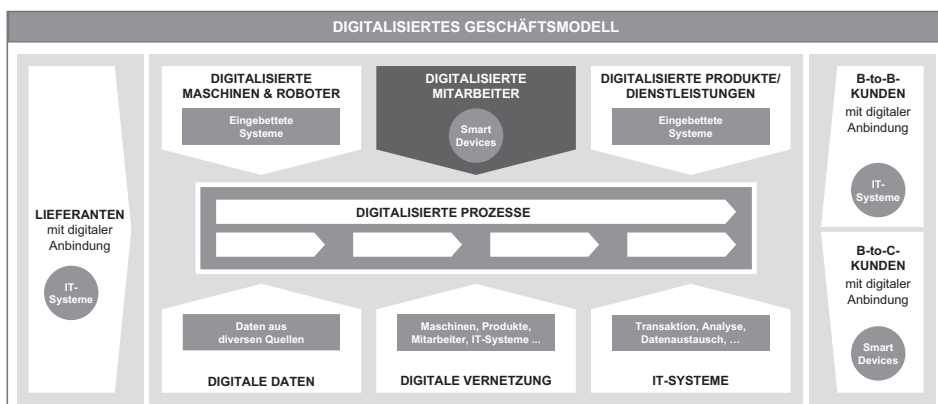 DIGITALISIERTES GESCHÄFTSMODELL
LIEFERANTEN
mit digitaler
Anbindung
IT-
Systeme
DIGITALISIERTE
MASCHINEN & ROBOTER
Eingebettete
Systeme
DIGITALISIERTE
MITARBEITER
Smart
Devices
DIGITALISIERTE PRODUKTE/
DIENSTLEISTUNGEN
Eingebettete
Systeme
DIGITALISIERTE PROZESSE
Daten aus
diversen Quellen
DIGITALE DATEN
Maschinen, Produkte,
Mitarbeiter, IT-Systeme ...
DIGITALE VERNETZUNG
Transaktion, Analyse,
Datenaustausch, …
IT-SYSTEME
B-to-B-
KUNDEN
mit digitaler
Anbindung
IT-
Systeme
B-to-C-
KUNDEN
mit digitaler
Anbindung
Smart
Devices